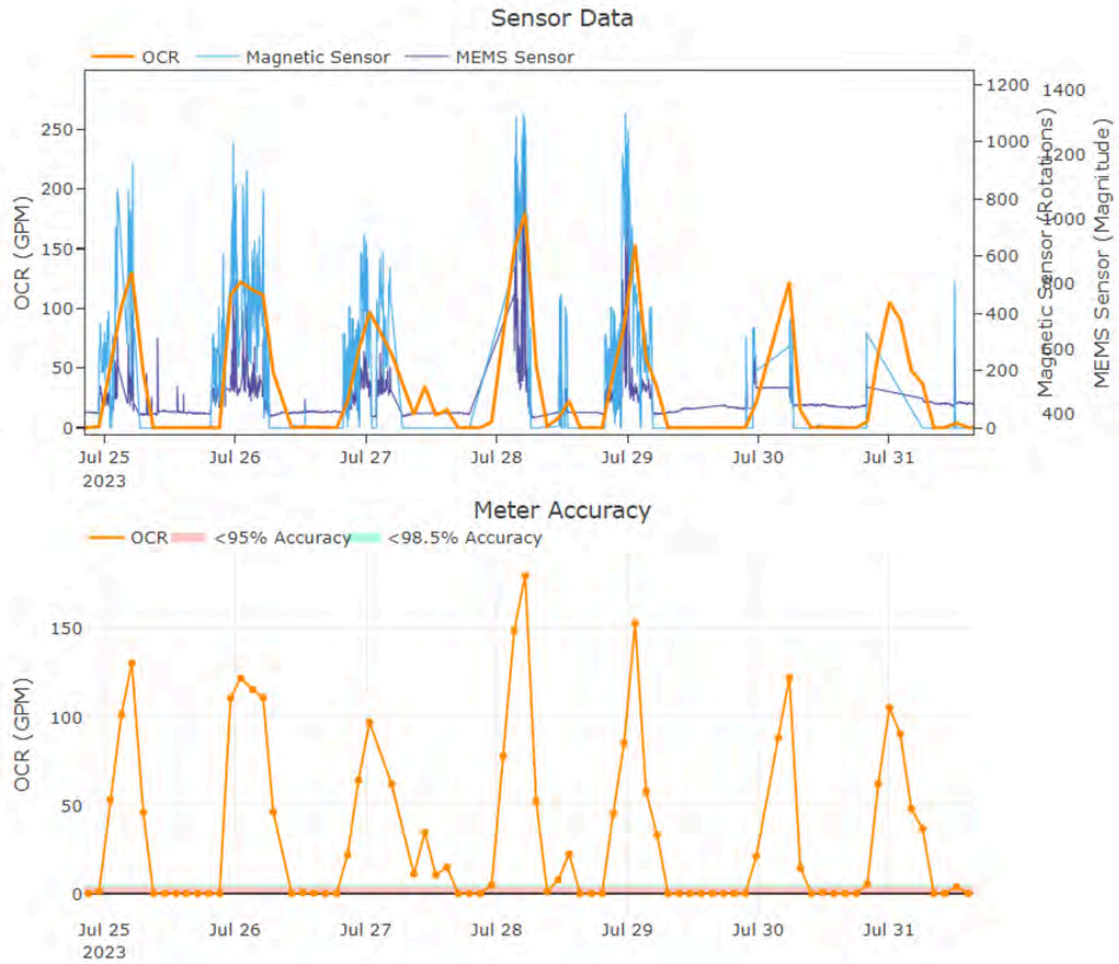 Sensor Data
OCR Magnetic Sensor MEMS Sensor
OCR (GPM)
250
200
150
100
50
0
1200
1000
800
600
400
200
0
Magnetic Sensor (Rotations)
1400
1200
1000
800
600
400
MEMS Sensor (Magnitude)
Jul 25 Jul 26 Jul 27 Jul 28 Jul 29 Jul 30 Jul 31
2023
Meter Accuracy
OCR <95% Accuracy <98.5% Accuracy
OCR (GPM)
150
100
50
0
Jul 25 Jul 26 Jul 27 Jul 28 Jul 29 Jul 30 Jul 31
2023